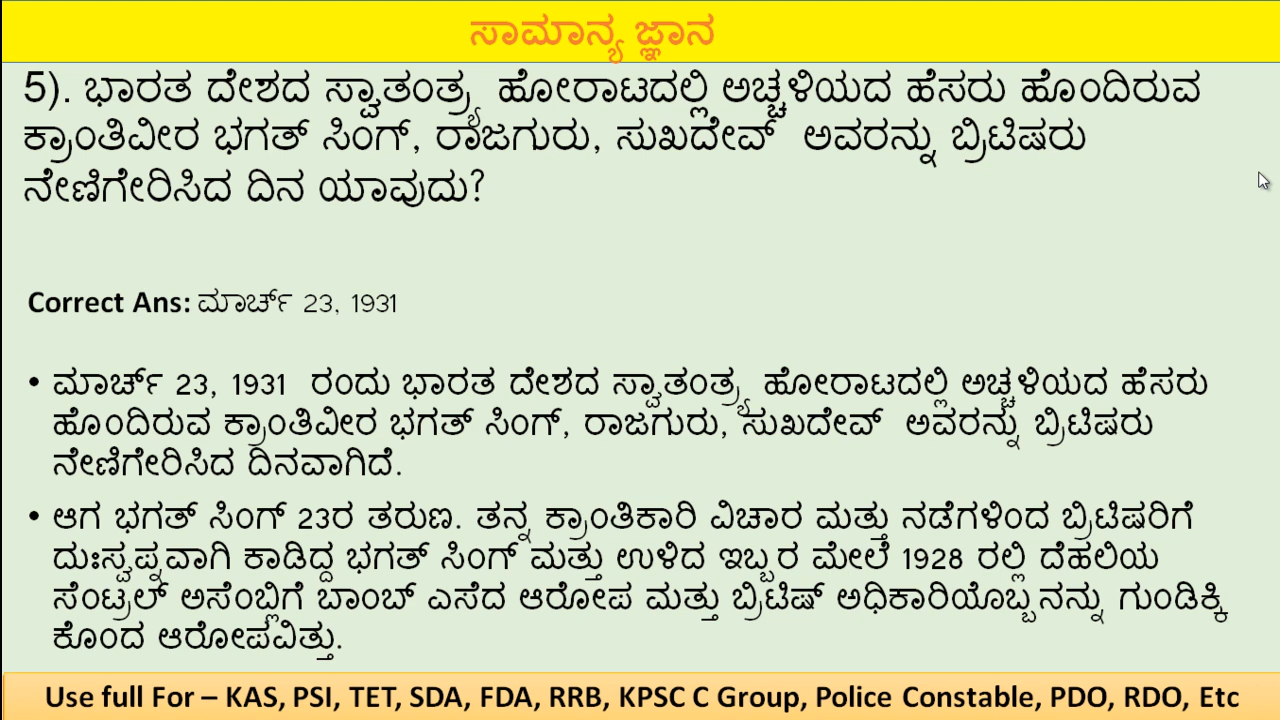 ಸಾಮಾನ್ಯ ಜ್ಞಾನ
5). ಭಾರತ ದೇಶದ ಸ್ವಾತಂತ್ರ್ಯ ಹೋರಾಟದಲ್ಲಿ ಅಚ್ಚಳಿಯದ ಹೆಸರು ಹೊಂದಿರುವ
ಕ್ರಾಂತಿವೀರ ಭಗತ್ ಸಿಂಗ್, ರಾಜಗುರು, ಸುಖದೇವ್ ಅವರನ್ನು ಬ್ರಿಟಿಷರು
ನೇಣಿಗೇರಿಸಿದ ದಿನ ಯಾವುದು?
Correct Ans: ಮಾರ್ಚ್ 23, 1931
• ಮಾರ್ಚ್ 23, 1931 ರಂದು ಭಾರತ ದೇಶದ ಸ್ವಾತಂತ್ರ್ಯ ಹೋರಾಟದಲ್ಲಿ ಅಚ್ಚಳಿಯದ ಹೆಸರು
ಹೊಂದಿರುವ ಕ್ರಾಂತಿವೀರ ಭಗತ್ ಸಿಂಗ್, ರಾಜಗುರು, ಸುಖದೇವ್ ಅವರನ್ನು ಬ್ರಿಟಿಷರು
ನೇಣಿಗೇರಿಸಿದ ದಿನವಾಗಿದೆ.
• ಆಗ ಭಗತ್ ಸಿಂಗ್ 23ರ ತರುಣ. ತನ್ನ ಕ್ರಾಂತಿಕಾರಿ ವಿಚಾರ ಮತ್ತು ನಡೆಗಳಿಂದ ಬ್ರಿಟಿಷರಿಗೆ
ದುಃಸ್ವಪ್ನವಾಗಿ ಕಾಡಿದ್ದ ಭಗತ್ ಸಿಂಗ್ ಮತ್ತು ಉಳಿದ ಇಬ್ಬರ ಮೇಲೆ 1928 ರಲ್ಲಿ ದೆಹಲಿಯ
ಸೆಂಟ್ರಲ್ ಅಸೆಂಬ್ಲಿಗೆ ಬಾಂಬ್ ಎಸೆದ ಆರೋಪ ಮತ್ತು ಬ್ರಿಟಿಷ್ ಅಧಿಕಾರಿಯೊಬ್ಬನನ್ನು ಗುಂಡಿಕ್ಕಿ
ಕೊಂದ ಆರೋಪವಿತ್ತು.
Use full For – KAS, PSI, TET, SDA, FDA, RRB, KPSC C Group, Police Constable, PDO, RDO, Etc